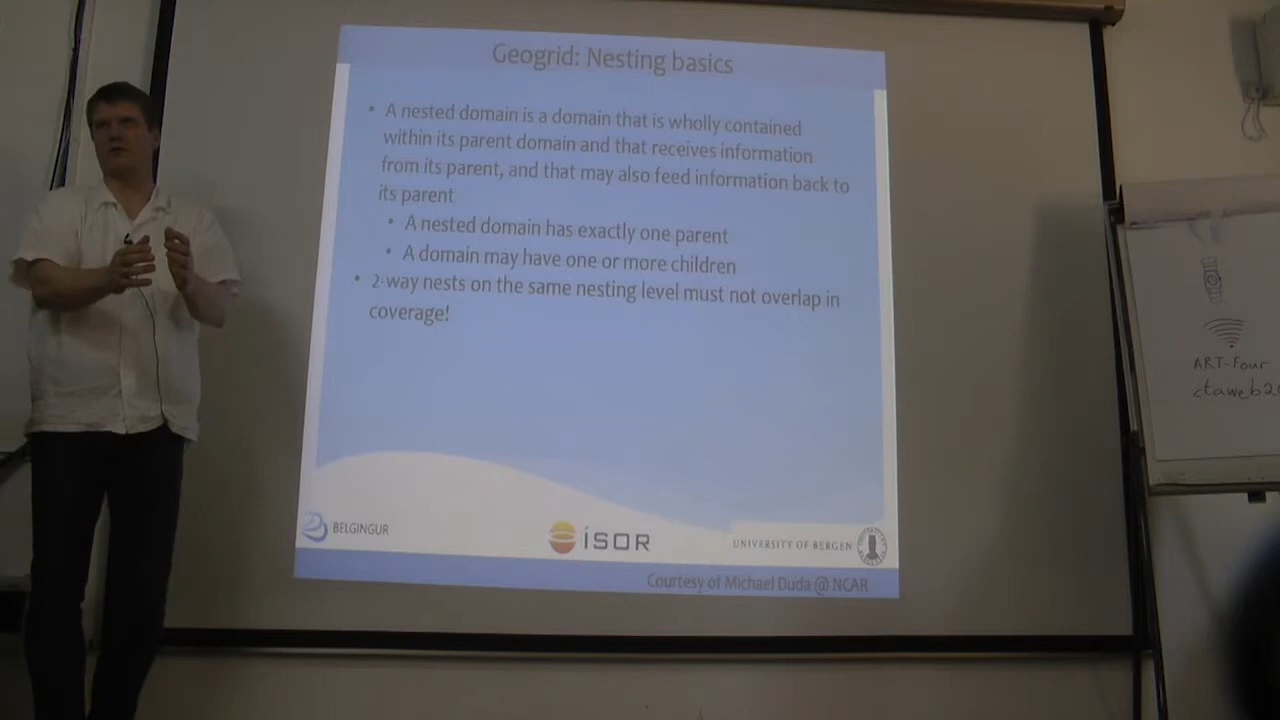 Geogrid: Nesting basics
• A nested domain is a domain that is wholly contained
within its parent domain and that receives information
from its parent, and that may also feed information back to
its parent
• A nested domain has exactly one parent
• A domain may have one or more children
• 2-way nests on the same nesting level must not overlap in
coverage!
BELGINGUR
ÍSOR
UNIVERSITY OF BERGEN
Courtesy of Michael Duda @ NCAR
ART-Four